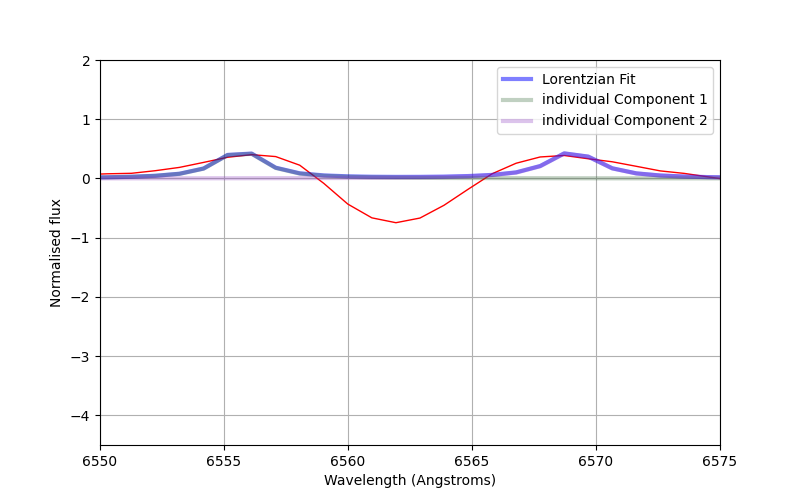 2
1
0
−1
−2
−3
−4
Normalised flux
Lorentzian Fit
individual Component 1
individual Component 2
6550 6555 6560 6565 6570 6575
Wavelength (Angstroms)